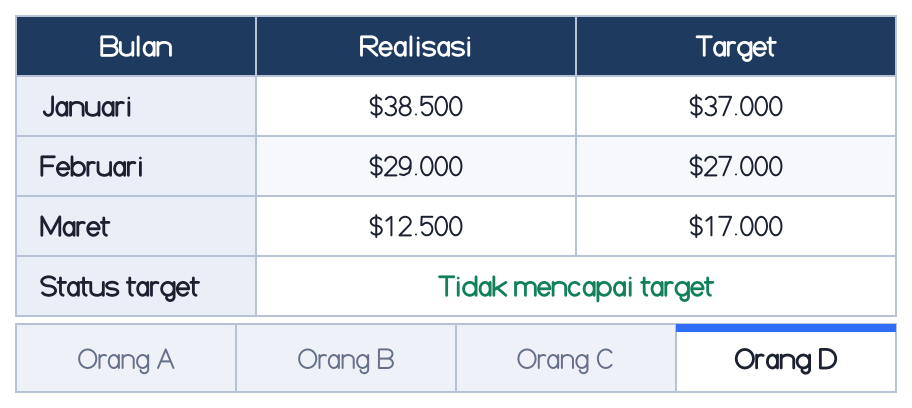 Bulan Realisasi Target
Januari $38.500 $37.000
Februari $29.000 $27.000
Maret $12.500 $17.000
Status target Tidak mencapai target
Orang A Orang B Orang C Orang D